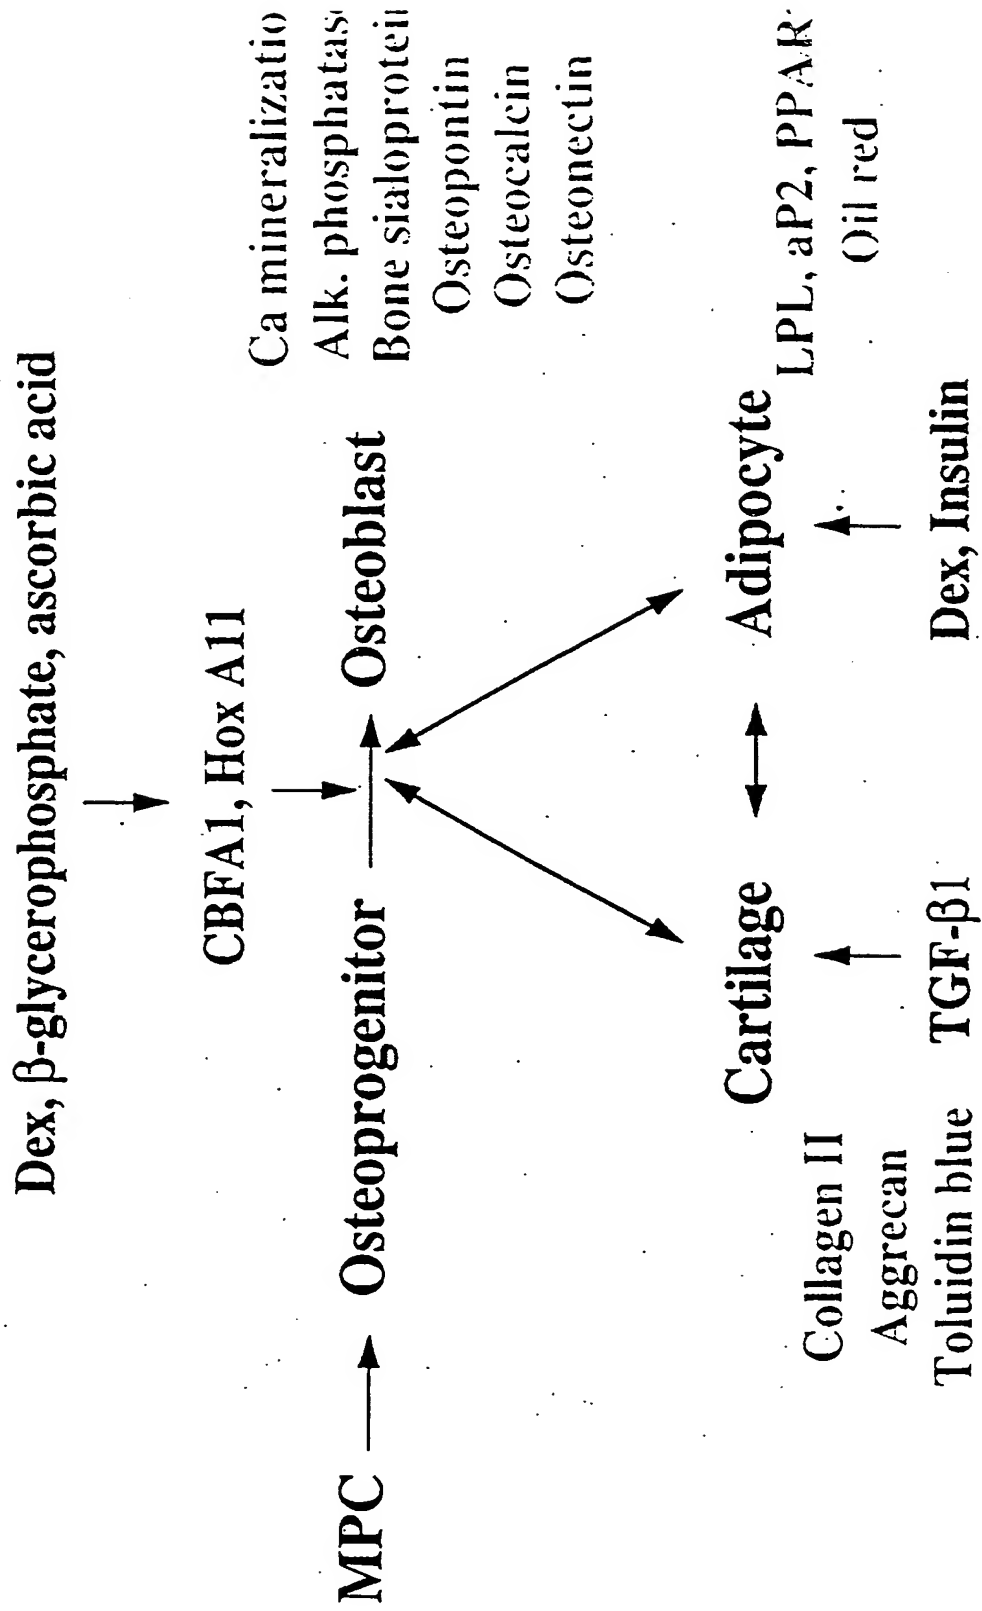 Dex, β-glycerophosphate, ascorbic acid
CBFA1, Hox A11
MPC
Osteoprogenitor
Osteoblast
Ca mineralizatio
Alk. phosphatas
Bone sialoprotei
Osteopontin
Osteocalcin
Osteonectin
Cartilage
Adipocyte
Collagen II
Aggrecan
Toluidin blue
TGF-β1
Dex, Insulin
LPL, aP2, PPAR
Oil red